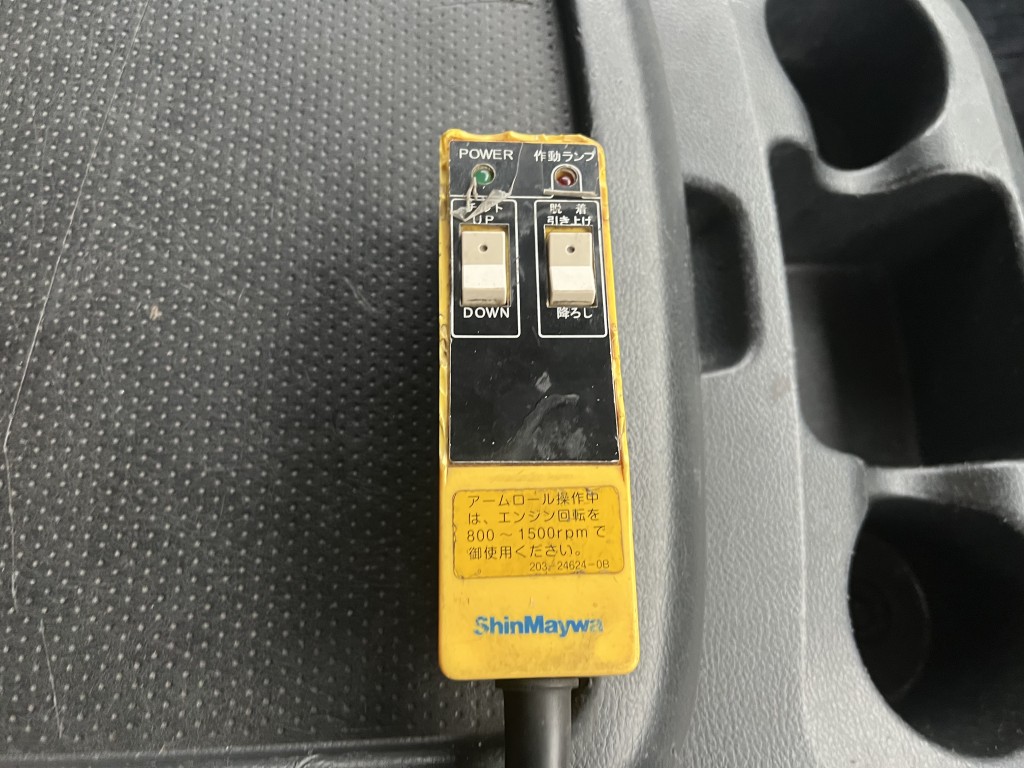 POWER 作動ランプ
UP
DOWN
脱着
引き上げ
降ろし
アームロール操作中
は、エンジン回転を
800～1500rpmで
御使用ください。
203-24624-0B
ShinMaywa